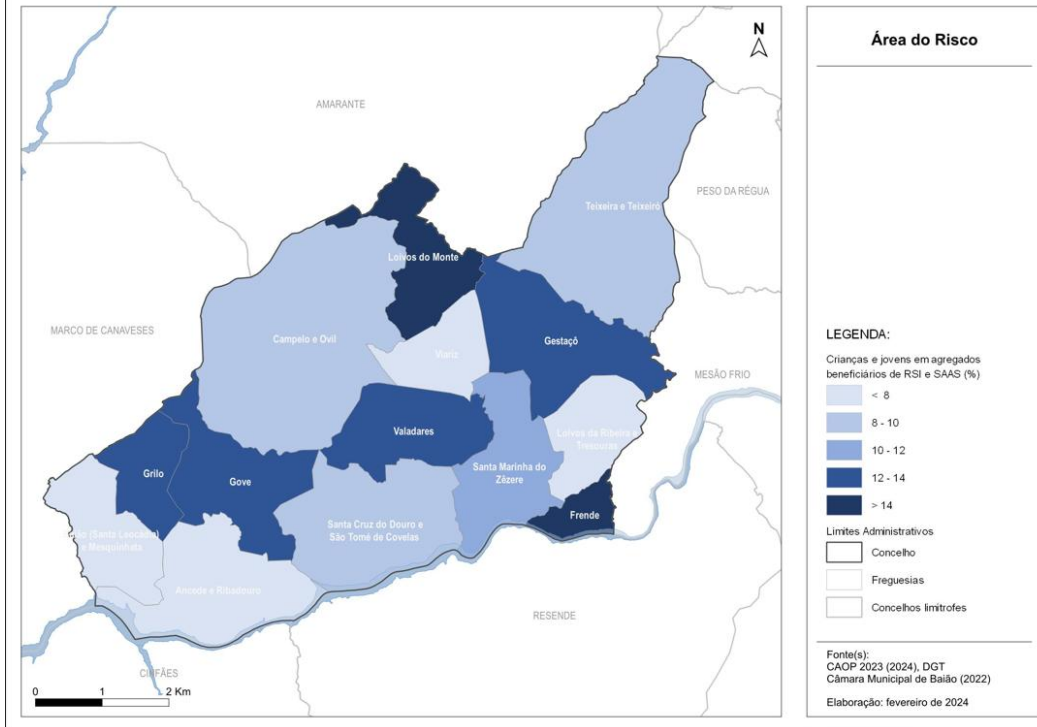 N
AMARANTE
PESO DA RÉGUA
Teixeira e Teixeiró
Loivos do Monte
MARCO DE CANAVESES
Campelo e Ovil
Viariz
Gestaçô
MESÃO FRIO
Valadares
Loivos da Ribeira e
Tresouras
Grilo
Gove
Santa Marinha do
Zêzere
Frende
(Santa Leocádia)
e Mesquinhata
Santa Cruz do Douro e
São Tomé de Covelas
Ancede e Ribadouro
RESENDE
CINFÃES
0 1 2 Km
Área do Risco
LEGENDA:
Crianças e jovens em agregados
beneficiários de RSI e SAAS (%)
< 8
8 - 10
10 - 12
12 - 14
> 14
Limites Administrativos
Concelho
Freguesias
Concelhos limítrofes
Fonte(s):
CAOP 2023 (2024), DGT
Câmara Municipal de Baião (2022)
Elaboração: fevereiro de 2024